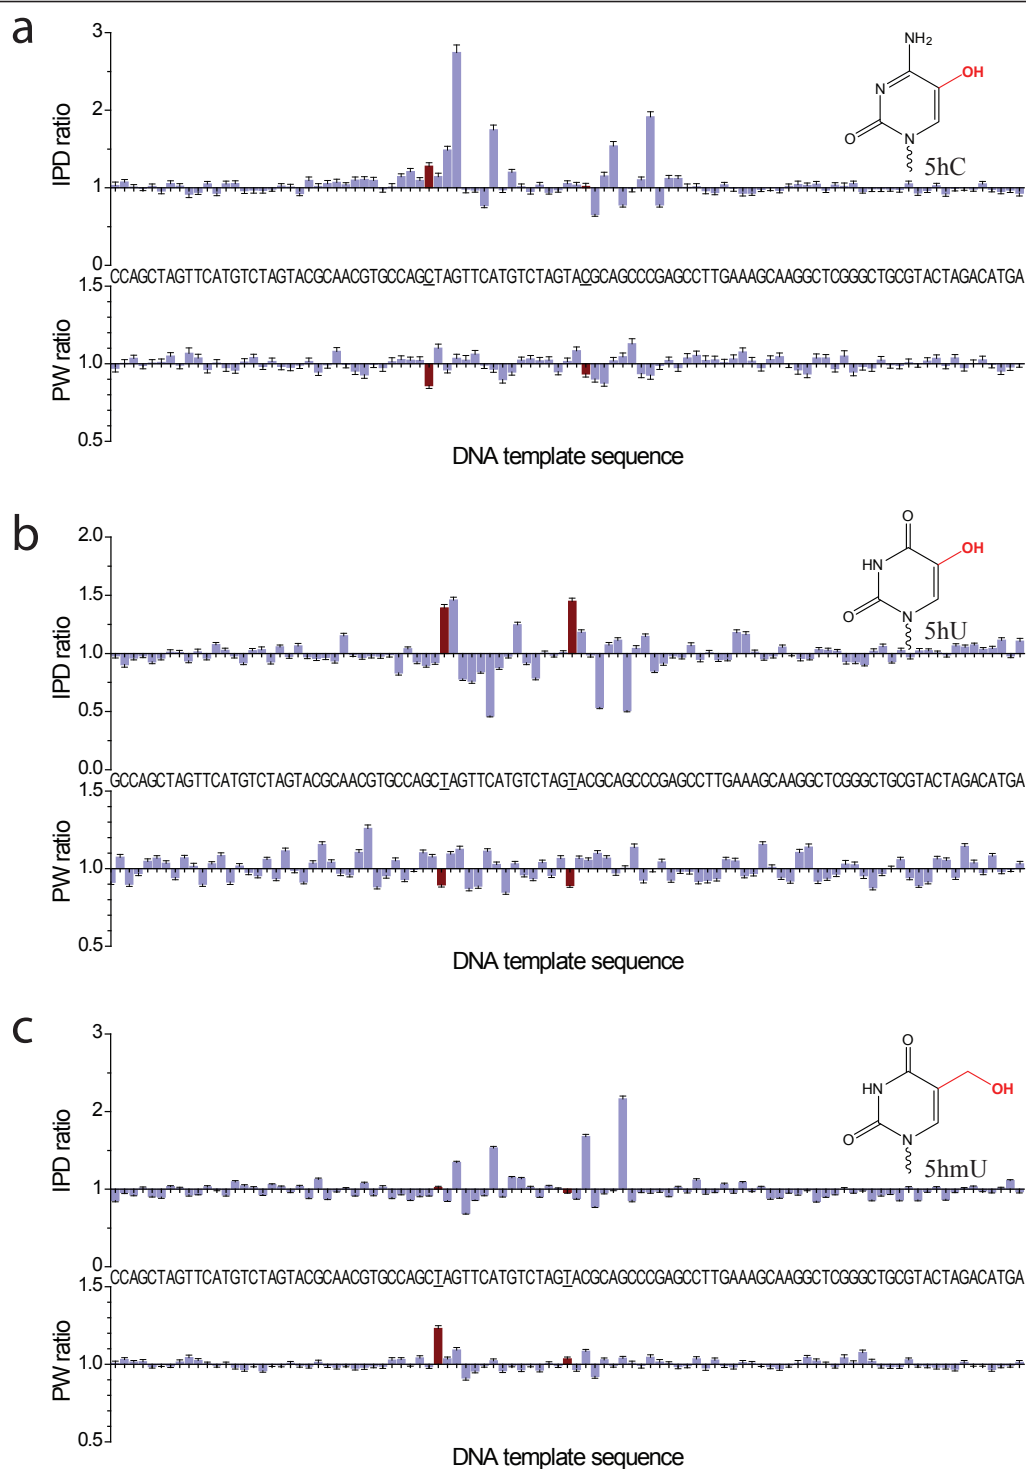 a
3
2
1
0
IPD ratio
NH₂
OH
N
O
N
5hC
CCAGCTAGTTCATGTCTAGTACGCAACGTGCCAGCTAGTTCATGTCTAGTACGCAGCCCGAGCCTTGAAAGCAAGGCTCGGGCTGCGTACTAGACATGA
1.5
1.0
0.5
PW ratio
DNA template sequence
b
2.0
1.5
1.0
0.5
0.0
IPD ratio
O
OH
HN
O
N
5hU
GCCAGCTAGTTCATGTCTAGTACGCAACGTGCCAGCTAGTTCATGTCTAGTACGCAGCCCGAGCCTTGAAAGCAAGGCTCGGGCTGCGTACTAGACATGA
1.5
1.0
0.5
PW ratio
DNA template sequence
c
3
2
1
0
IPD ratio
O
HN
OH
O
N
5hmU
CCAGCTAGTTCATGTCTAGTACGCAACGTGCCAGCTAGTTCATGTCTAGTACGCAGCCCGAGCCTTGAAAGCAAGGCTCGGGCTGCGTACTAGACATGA
1.5
1.0
0.5
PW ratio
DNA template sequence